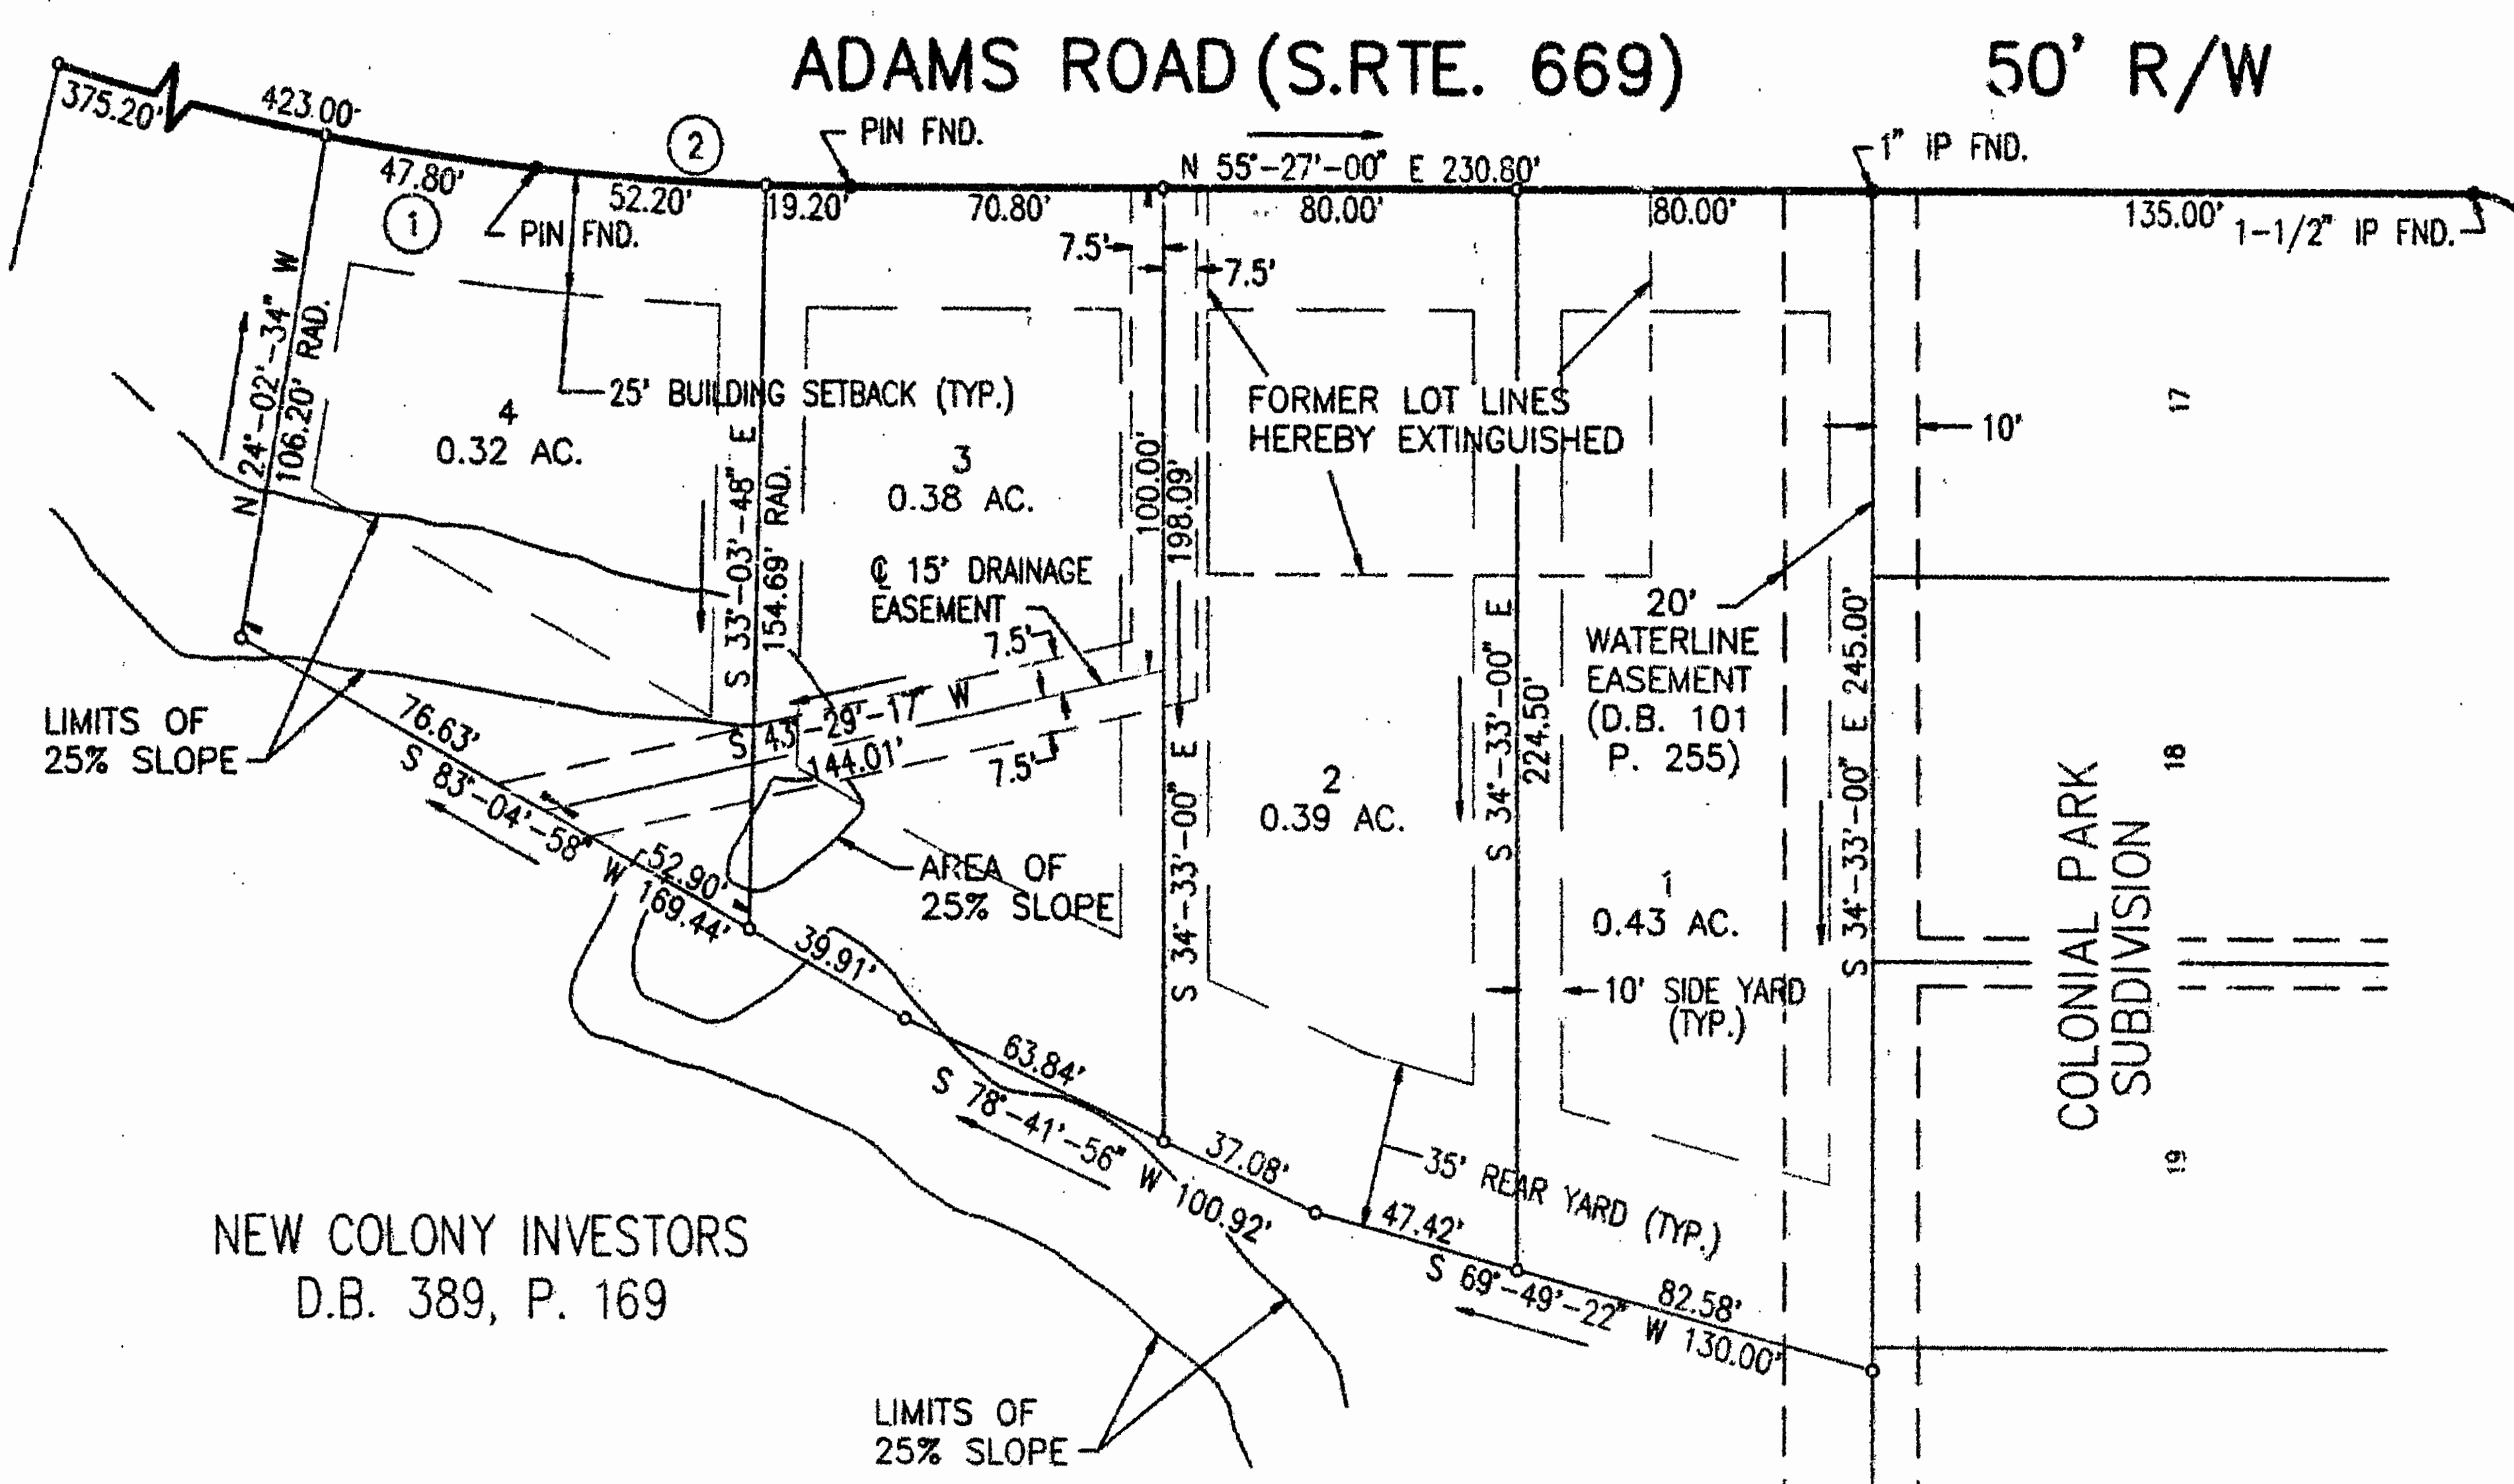 ADAMS ROAD (S.RTE. 669) 50' R/W
375.20'
423.00'
47.80'
1
PIN FND.
2
52.20'
19.20'
PIN FND.
70.80'
N 55°-27'-00" E 230.80'
80.00'
80.00'
1" IP FND.
135.00'
1-1/2" IP FND.
7.5'
7.5'
N 24°-02'-34" W
106.20' RAD.
25' BUILDING SETBACK (TYP.)
4
0.32 AC.
S 33°-03'-48" E
154.69' RAD.
3
0.38 AC.
100.00'
198.09'
FORMER LOT LINES
HEREBY EXTINGUISHED
10'
17
℄ 15' DRAINAGE
EASEMENT
7.5'
7.5'
S 43°-29'-17" W
144.01'
20'
WATERLINE
EASEMENT
(D.B. 101
P. 255)
S 34°-33'-00" E
S 34°-33'-00" E
224.50'
S 34°-33'-00" E 245.00'
LIMITS OF
25% SLOPE
76.63'
S 83°-04'-58" W 169.44'
52.90'
39.91'
AREA OF
25% SLOPE
2
0.39 AC.
1
0.43 AC.
10' SIDE YARD
(TYP.)
18
COLONIAL PARK
SUBDIVISION
19
63.84'
S 78°-41'-56" W 100.92'
37.08'
35' REAR YARD (TYP.)
47.42'
S 69°-49'-22" W 130.00'
82.58'
NEW COLONY INVESTORS
D.B. 389, P. 169
LIMITS OF
25% SLOPE